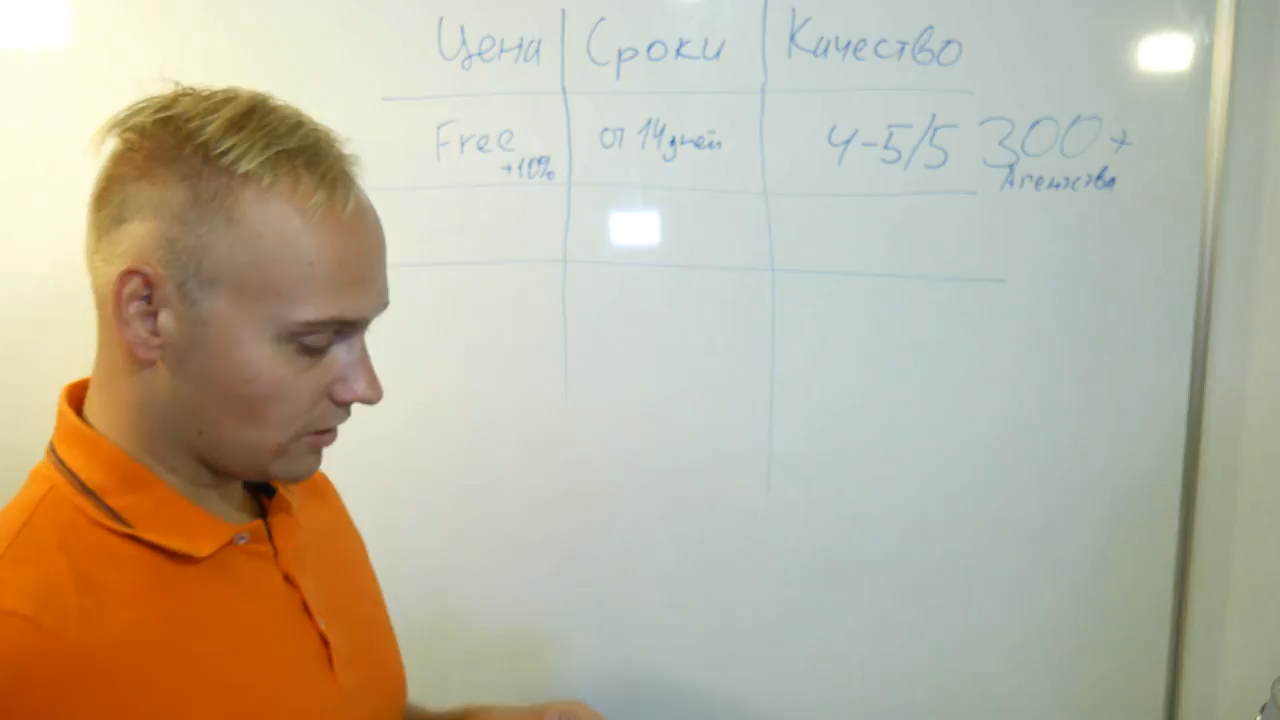 Цена Сроки Качество
Free от 14 дней 4-5/5 300+
+10% Агентства